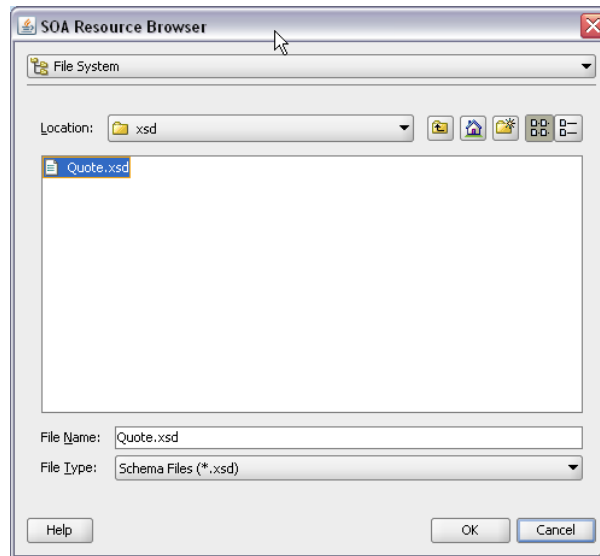 SOA Resource Browser
File System
Location: xsd
Quote.xsd
File Name: Quote.xsd
File Type: Schema Files (*.xsd)
Help OK Cancel